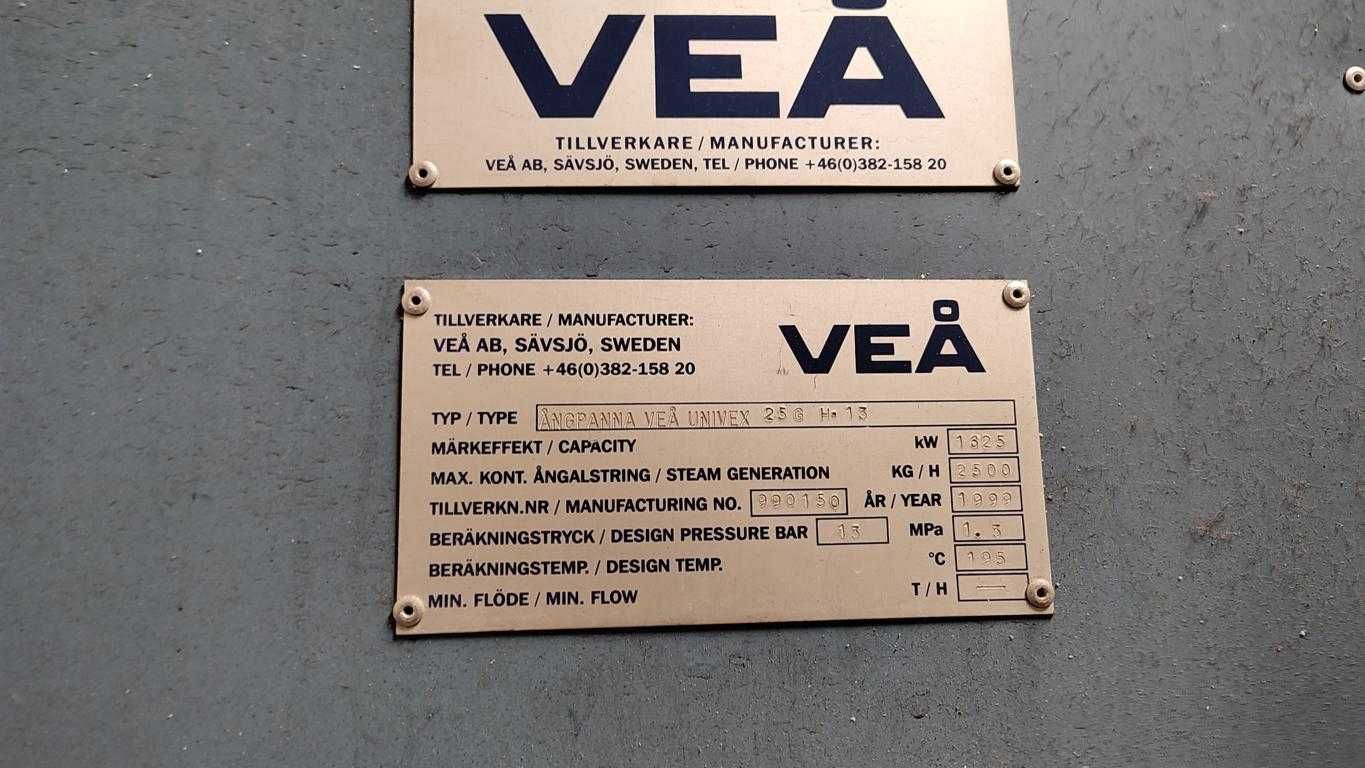 VEÅ
TILLVERKARE / MANUFACTURER:
VEÅ AB, SÄVSJÖ, SWEDEN, TEL / PHONE +46(0)382-158 20
TILLVERKARE / MANUFACTURER:
VEÅ AB, SÄVSJÖ, SWEDEN
TEL / PHONE +46(0)382-158 20
VEÅ
TYP / TYPE ÅNGPANNA VEÅ UNIVEX 25G H.13
MÄRKEFFEKT / CAPACITY kW 1625
MAX. KONT. ÅNGALSTRING / STEAM GENERATION KG / H 2500
TILLVERKN.NR / MANUFACTURING NO. 990150 ÅR / YEAR 1999
BERÄKNINGSTRYCK / DESIGN PRESSURE BAR 13 MPa 1.3
BERÄKNINGSTEMP. / DESIGN TEMP. °C 195
MIN. FLÖDE / MIN. FLOW T / H —